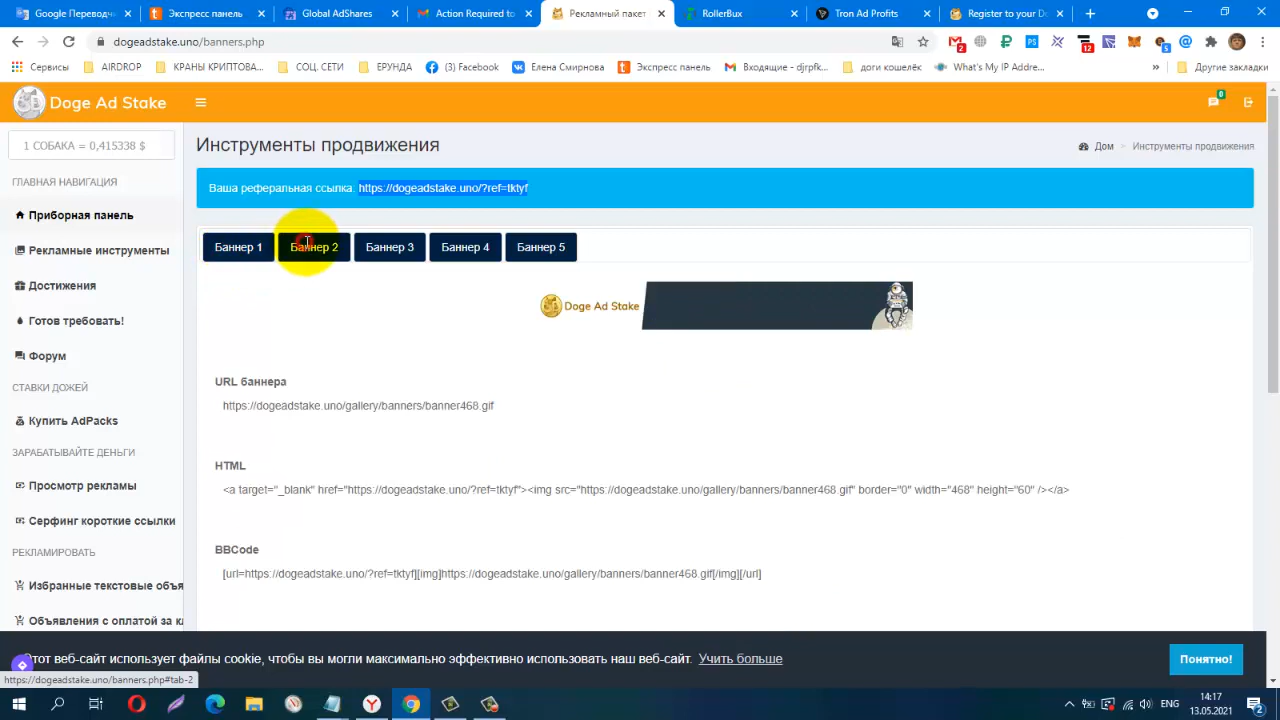 Google Переводч
Экспресс панель
Global AdShares
Action Required to
Рекламный пакет
RollerBux
Tron Ad Profits
Register to your Do
dogeadstake.uno/banners.php
2
12
5
Сервисы
AIRDROP
КРАНЫ КРИПТОВА...
СОЦ. СЕТИ
ЕРУНДА
(3) Facebook
Елена Смирнова
Экспресс панель
Входящие - djrpfk...
доги кошелёк
What's My IP Addre...
»
Другие закладки
Doge Ad Stake
0
1 СОБАКА = 0,415338 $
Инструменты продвижения
Дом > Инструменты продвижения
ГЛАВНАЯ НАВИГАЦИЯ
Ваша реферальная ссылка. https://dogeadstake.uno/?ref=tktyf
Приборная панель
Рекламные инструменты
Достижения
Готов требовать!
Форум
СТАВКИ ДОЖЕЙ
Купить AdPacks
ЗАРАБАТЫВАЙТЕ ДЕНЬГИ
Просмотр рекламы
Серфинг короткие ссылки
РЕКЛАМИРОВАТЬ
Избранные текстовые объя
Объявления с оплатой за кл
Баннер 1
Баннер 2
Баннер 3
Баннер 4
Баннер 5
Doge Ad Stake
URL баннера
https://dogeadstake.uno/gallery/banners/banner468.gif
HTML
<a target="_blank" href="https://dogeadstake.uno/?ref=tktyf"><img src="https://dogeadstake.uno/gallery/banners/banner468.gif" border="0" width="468" height="60" /></a>
BBCode
[url=https://dogeadstake.uno/?ref=tktyf][img]https://dogeadstake.uno/gallery/banners/banner468.gif[/img][/url]
Этот веб-сайт использует файлы cookie, чтобы вы могли максимально эффективно использовать наш веб-сайт. Учить больше
Понятно!
https://dogeadstake.uno/banners.php#tab-2
ENG
14:17
13.05.2021
2